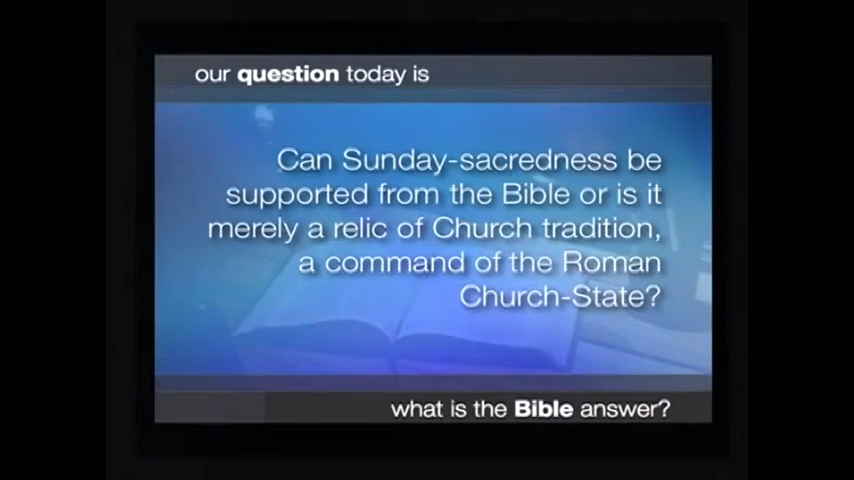 our question today is
Can Sunday-sacredness be
supported from the Bible or is it
merely a relic of Church tradition,
a command of the Roman
Church-State?
what is the Bible answer?